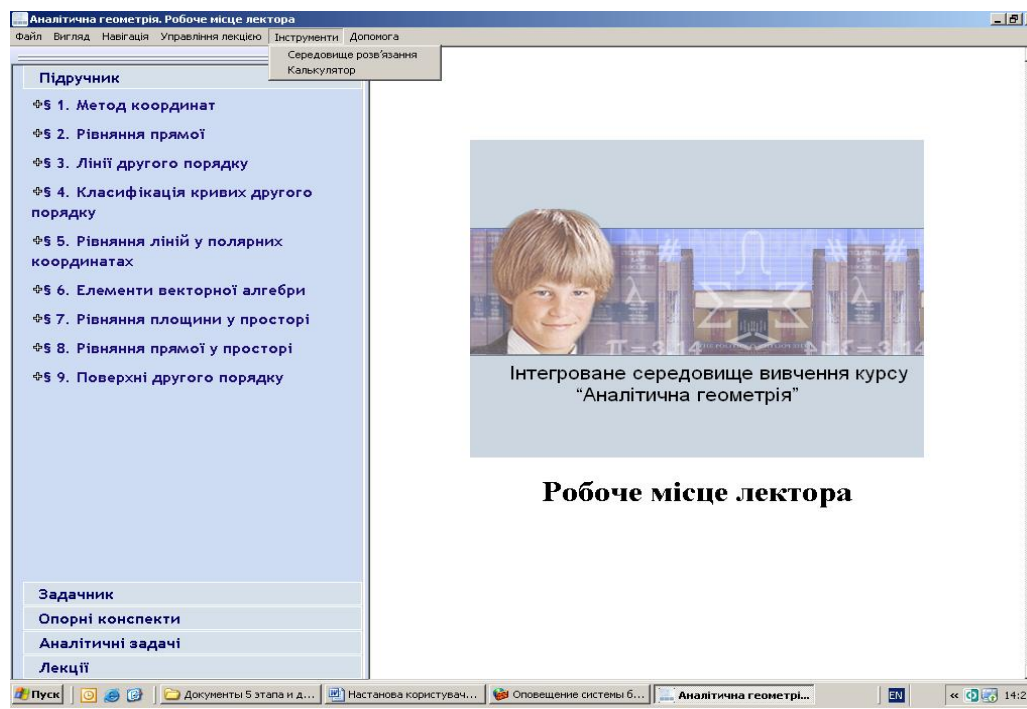 Аналітична геометрія. Робоче місце лектора
Файл Вигляд Навігація Управління лекцією Інструменти Допомога
Середовище розв'язання
Калькулятор
Підручник
§ 1. Метод координат
§ 2. Рівняння прямої
§ 3. Лінії другого порядку
§ 4. Класифікація кривих другого
порядку
§ 5. Рівняння ліній у полярних
координатах
§ 6. Елементи векторної алгебри
§ 7. Рівняння площини у просторі
§ 8. Рівняння прямої у просторі
§ 9. Поверхні другого порядку
Інтегроване середовище вивчення курсу
“Аналітична геометрія”
Робоче місце лектора
Задачник
Опорні конспекти
Аналітичні задачі
Лекції
Пуск Документы 5 этапа и д... Настанова користувач... Оповещение системы б... Аналітична геометрі... EN « 14:2